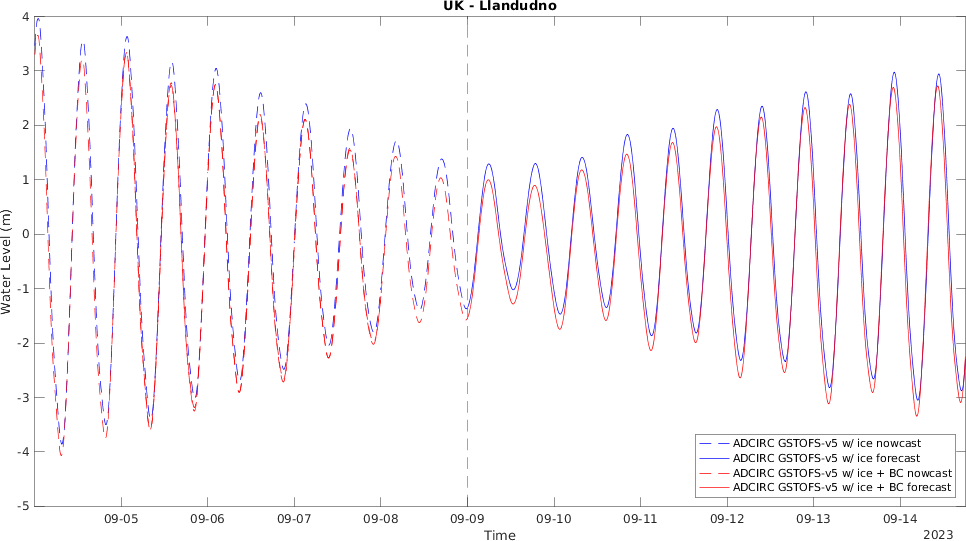 UK - Llandudno
4
3
2
1
0
-1
-2
-3
-4
-5
Water Level (m)
09-05 09-06 09-07 09-08 09-09 09-10 09-11 09-12 09-13 09-14
Time
2023
ADCIRC GSTOFS-v5 w/ ice nowcast
ADCIRC GSTOFS-v5 w/ ice forecast
ADCIRC GSTOFS-v5 w/ ice + BC nowcast
ADCIRC GSTOFS-v5 w/ ice + BC forecast